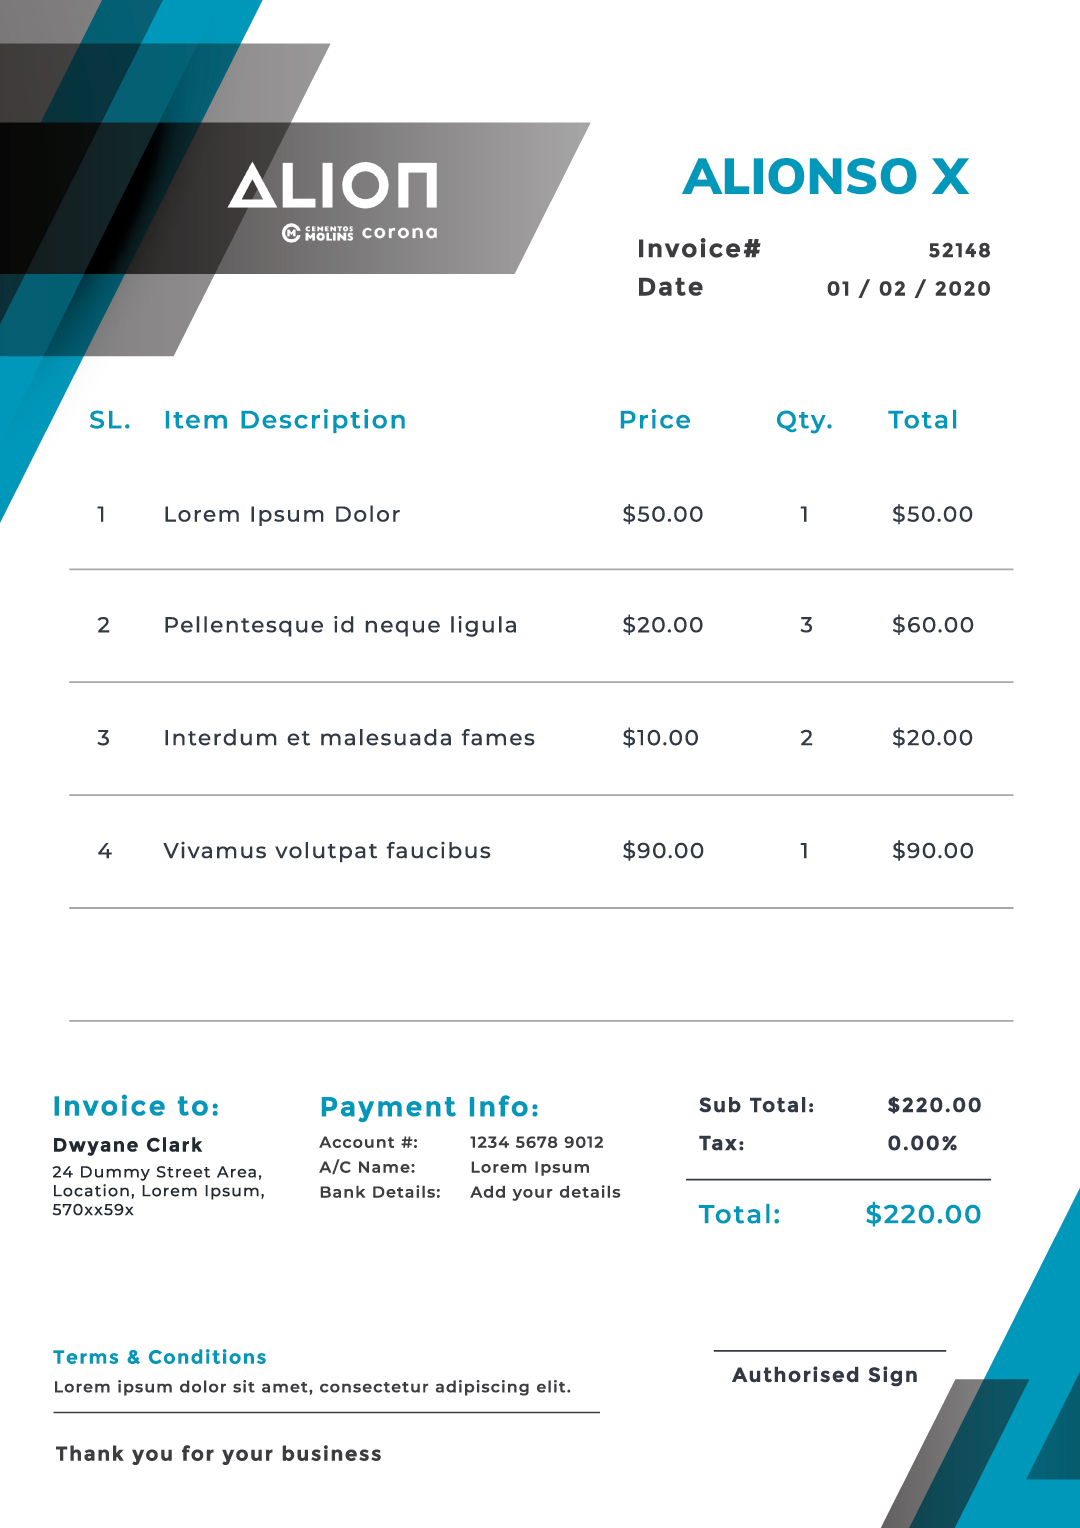 ALION
CEMENTOS MOLINS corona
ALIONSO X
Invoice# 52148
Date 01 / 02 / 2020
SL. Item Description Price Qty. Total
1 Lorem Ipsum Dolor $50.00 1 $50.00
2 Pellentesque id neque ligula $20.00 3 $60.00
3 Interdum et malesuada fames $10.00 2 $20.00
4 Vivamus volutpat faucibus $90.00 1 $90.00
Invoice to:
Dwyane Clark
24 Dummy Street Area,
Location, Lorem Ipsum,
570xx59x
Payment Info:
Account #: 1234 5678 9012
A/C Name: Lorem Ipsum
Bank Details: Add your details
Sub Total: $220.00
Tax: 0.00%
Total: $220.00
Terms & Conditions
Lorem ipsum dolor sit amet, consectetur adipiscing elit.
Authorised Sign
Thank you for your business